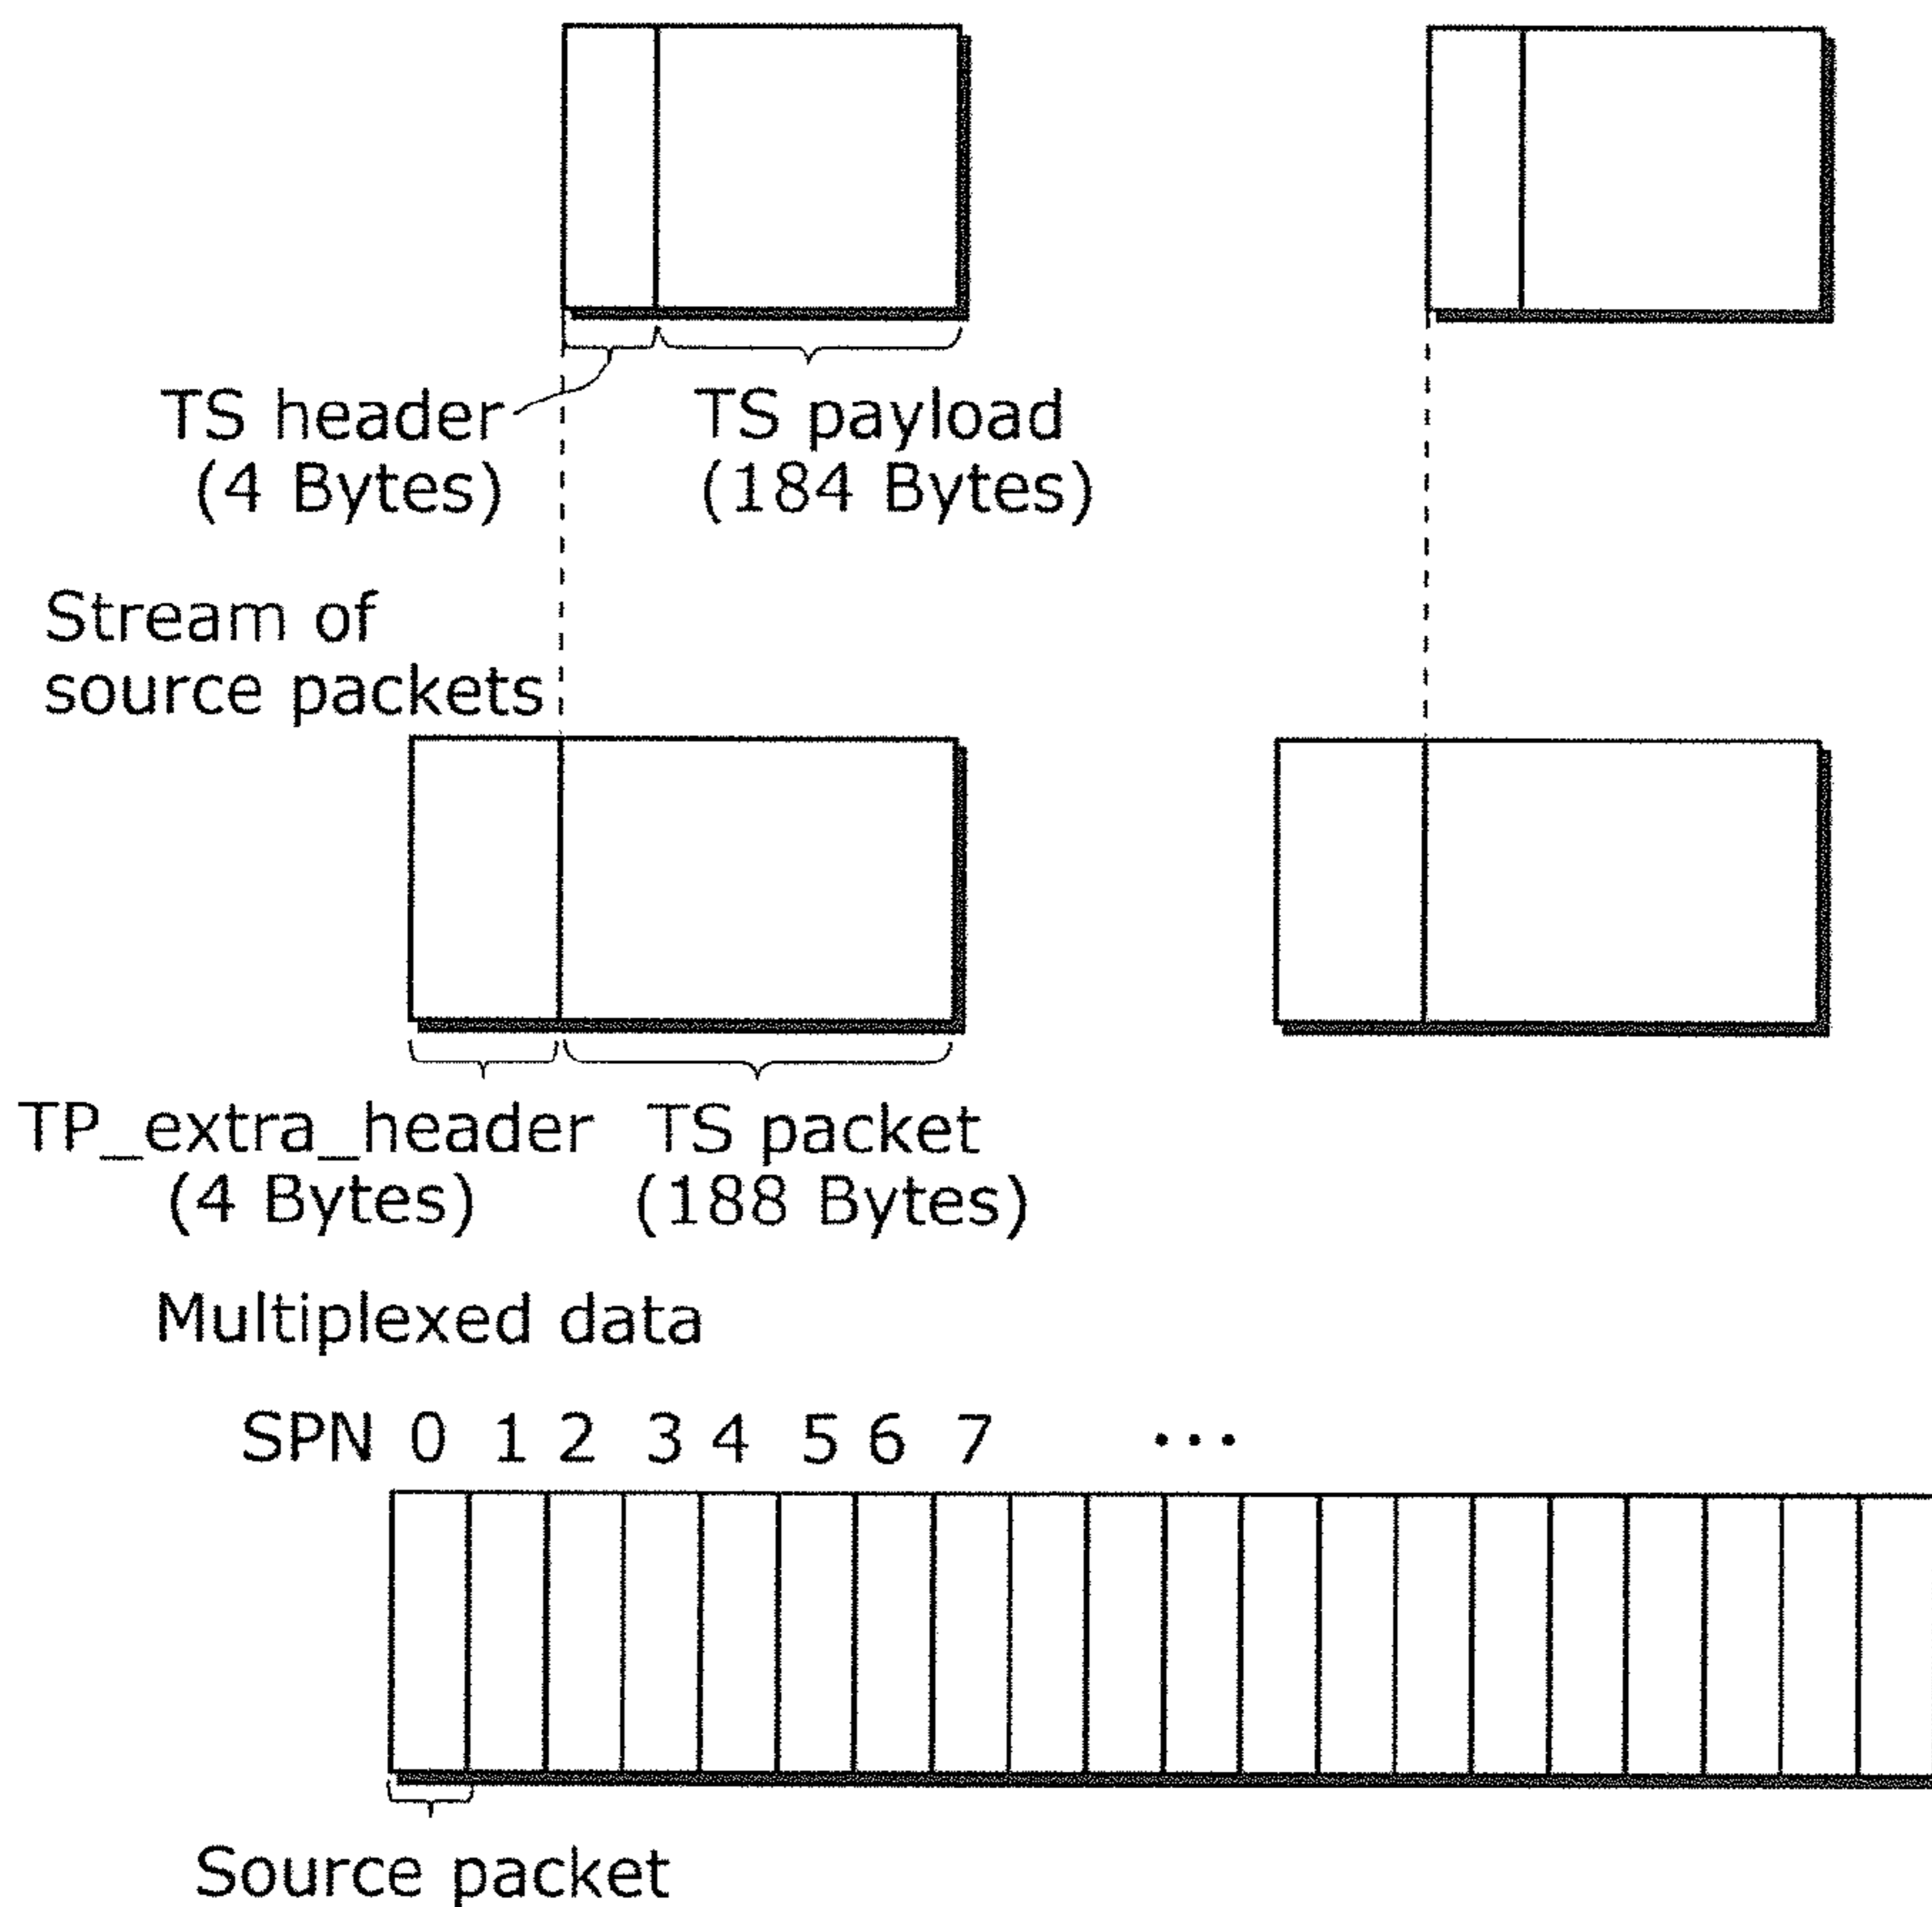 TS header TS payload
(4 Bytes) (184 Bytes)
Stream of
source packets
TP_extra_header TS packet
(4 Bytes) (188 Bytes)
Multiplexed data
SPN 0 1 2 3 4 5 6 7 ...
Source packet